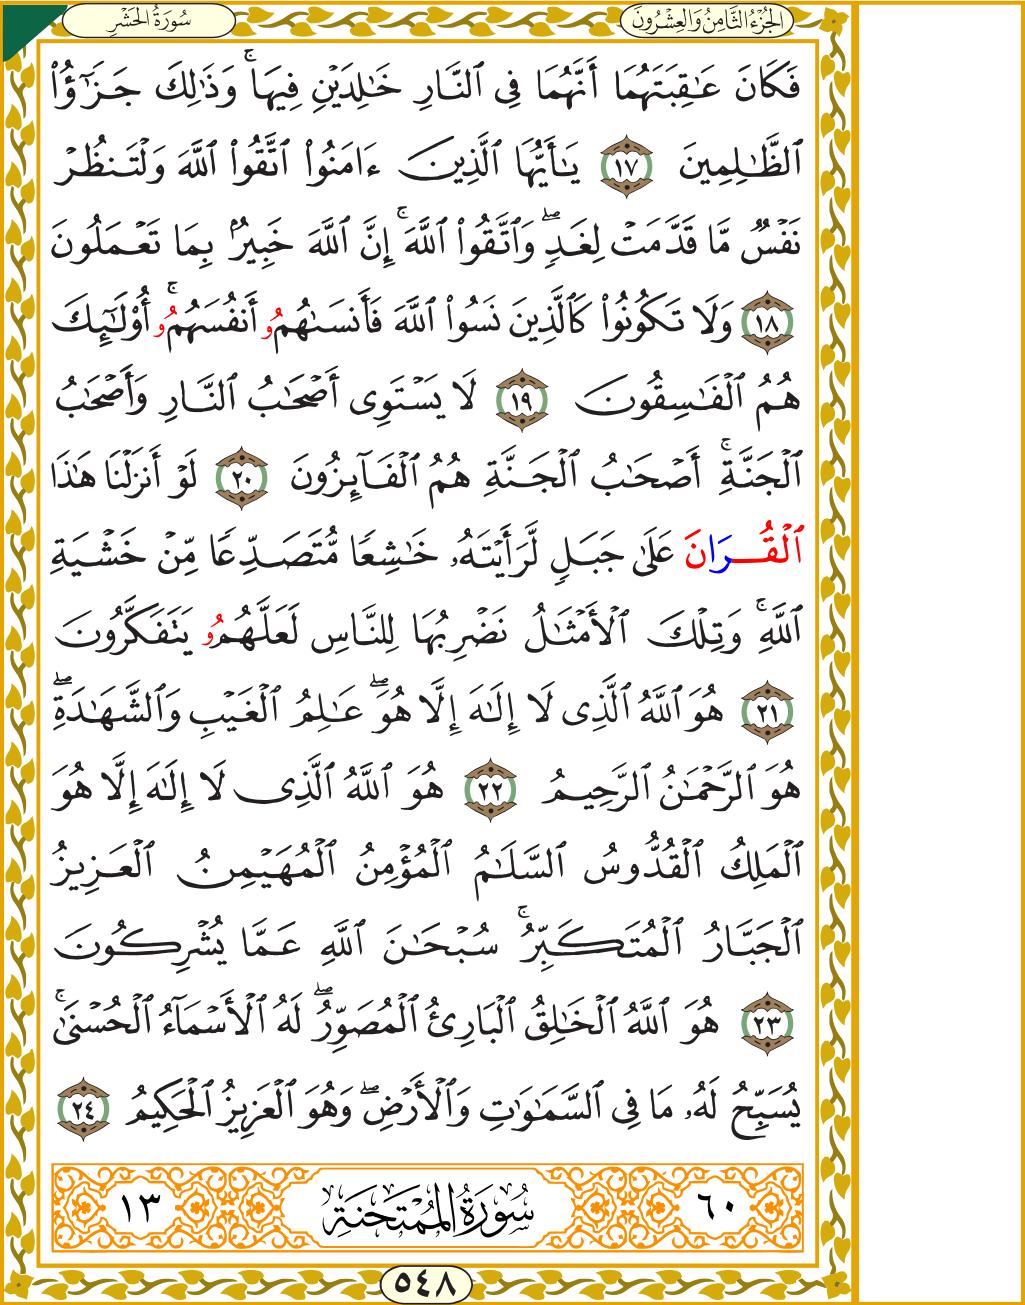 الجُزْءُ الثَّامِنُ وَالعِشْرُونَ
سُورَةُ الحَشْرِ
فَكَانَ عَٰقِبَتَهُمَا أَنَّهُمَا فِي ٱلنَّارِ خَٰلِدَيْنِ فِيهَاۚ وَذَٰلِكَ جَزَٰٓؤُاْ
ٱلظَّٰلِمِينَ ١٧ يَٰأَيُّهَا ٱلَّذِينَ ءَامَنُواْ ٱتَّقُواْ ٱللَّهَ وَلْتَنظُرْ
نَفْسٌ مَّا قَدَّمَتْ لِغَدٍۖ وَٱتَّقُواْ ٱللَّهَۚ إِنَّ ٱللَّهَ خَبِيرٌۢ بِمَا تَعْمَلُونَ
١٨ وَلَا تَكُونُواْ كَٱلَّذِينَ نَسُواْ ٱللَّهَ فَأَنسَىٰهُمُو أَنفُسَهُمُوۚ أُوْلَٰٓئِكَ
هُمُ ٱلْفَٰسِقُونَ ١٩ لَا يَسْتَوِي أَصْحَٰبُ ٱلنَّارِ وَأَصْحَٰبُ
ٱلْجَنَّةِۚ أَصْحَٰبُ ٱلْجَنَّةِ هُمُ ٱلْفَآئِزُونَ ٢٠ لَوْ أَنزَلْنَا هَٰذَا
ٱلْقُرَانَ عَلَىٰ جَبَلٍ لَّرَأَيْتَهُۥ خَٰشِعًا مُّتَصَدِّعًا مِّنْ خَشْيَةِ
ٱللَّهِۚ وَتِلْكَ ٱلْأَمْثَٰلُ نَضْرِبُهَا لِلنَّاسِ لَعَلَّهُمُو يَتَفَكَّرُونَ
٢١ هُوَ ٱللَّهُ ٱلَّذِي لَا إِلَٰهَ إِلَّا هُوَۖ عَٰلِمُ ٱلْغَيْبِ وَٱلشَّهَٰدَةِۖ
هُوَ ٱلرَّحْمَٰنُ ٱلرَّحِيمُ ٢٢ هُوَ ٱللَّهُ ٱلَّذِي لَا إِلَٰهَ إِلَّا هُوَ
ٱلْمَلِكُ ٱلْقُدُّوسُ ٱلسَّلَٰمُ ٱلْمُؤْمِنُ ٱلْمُهَيْمِنُ ٱلْعَزِيزُ
ٱلْجَبَّارُ ٱلْمُتَكَبِّرُۚ سُبْحَٰنَ ٱللَّهِ عَمَّا يُشْرِكُونَ
٢٣ هُوَ ٱللَّهُ ٱلْخَٰلِقُ ٱلْبَارِئُ ٱلْمُصَوِّرُۖ لَهُ ٱلْأَسْمَآءُ ٱلْحُسْنَىٰۚ
يُسَبِّحُ لَهُۥ مَا فِي ٱلسَّمَٰوَٰتِ وَٱلْأَرْضِۖ وَهُوَ ٱلْعَزِيزُ ٱلْحَكِيمُ ٢٤
٦٠ سُورَةُ المُمْتَحَنَةِ ١٣
٥٤٨